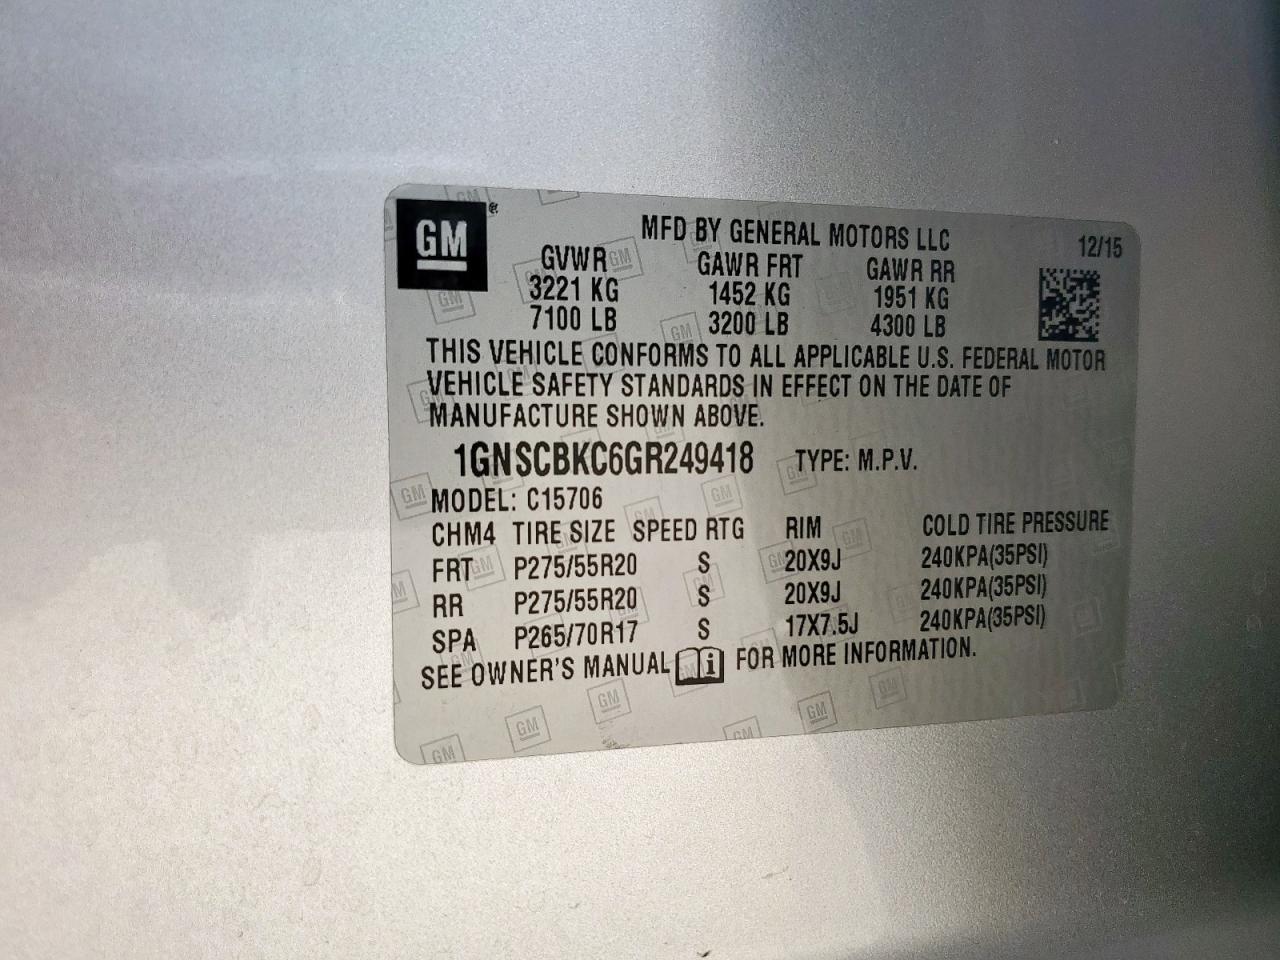 GM®
MFD BY GENERAL MOTORS LLC 12/15
GVWR GAWR FRT GAWR RR
3221 KG 1452 KG 1951 KG
7100 LB 3200 LB 4300 LB
THIS VEHICLE CONFORMS TO ALL APPLICABLE U.S. FEDERAL MOTOR
VEHICLE SAFETY STANDARDS IN EFFECT ON THE DATE OF
MANUFACTURE SHOWN ABOVE.
1GNSCBKC6GR249418 TYPE: M.P.V.
MODEL: C15706
CHM4 TIRE SIZE SPEED RTG RIM COLD TIRE PRESSURE
FRT P275/55R20 S 20X9J 240KPA(35PSI)
RR P275/55R20 S 20X9J 240KPA(35PSI)
SPA P265/70R17 S 17X7.5J 240KPA(35PSI)
SEE OWNER'S MANUAL i FOR MORE INFORMATION.